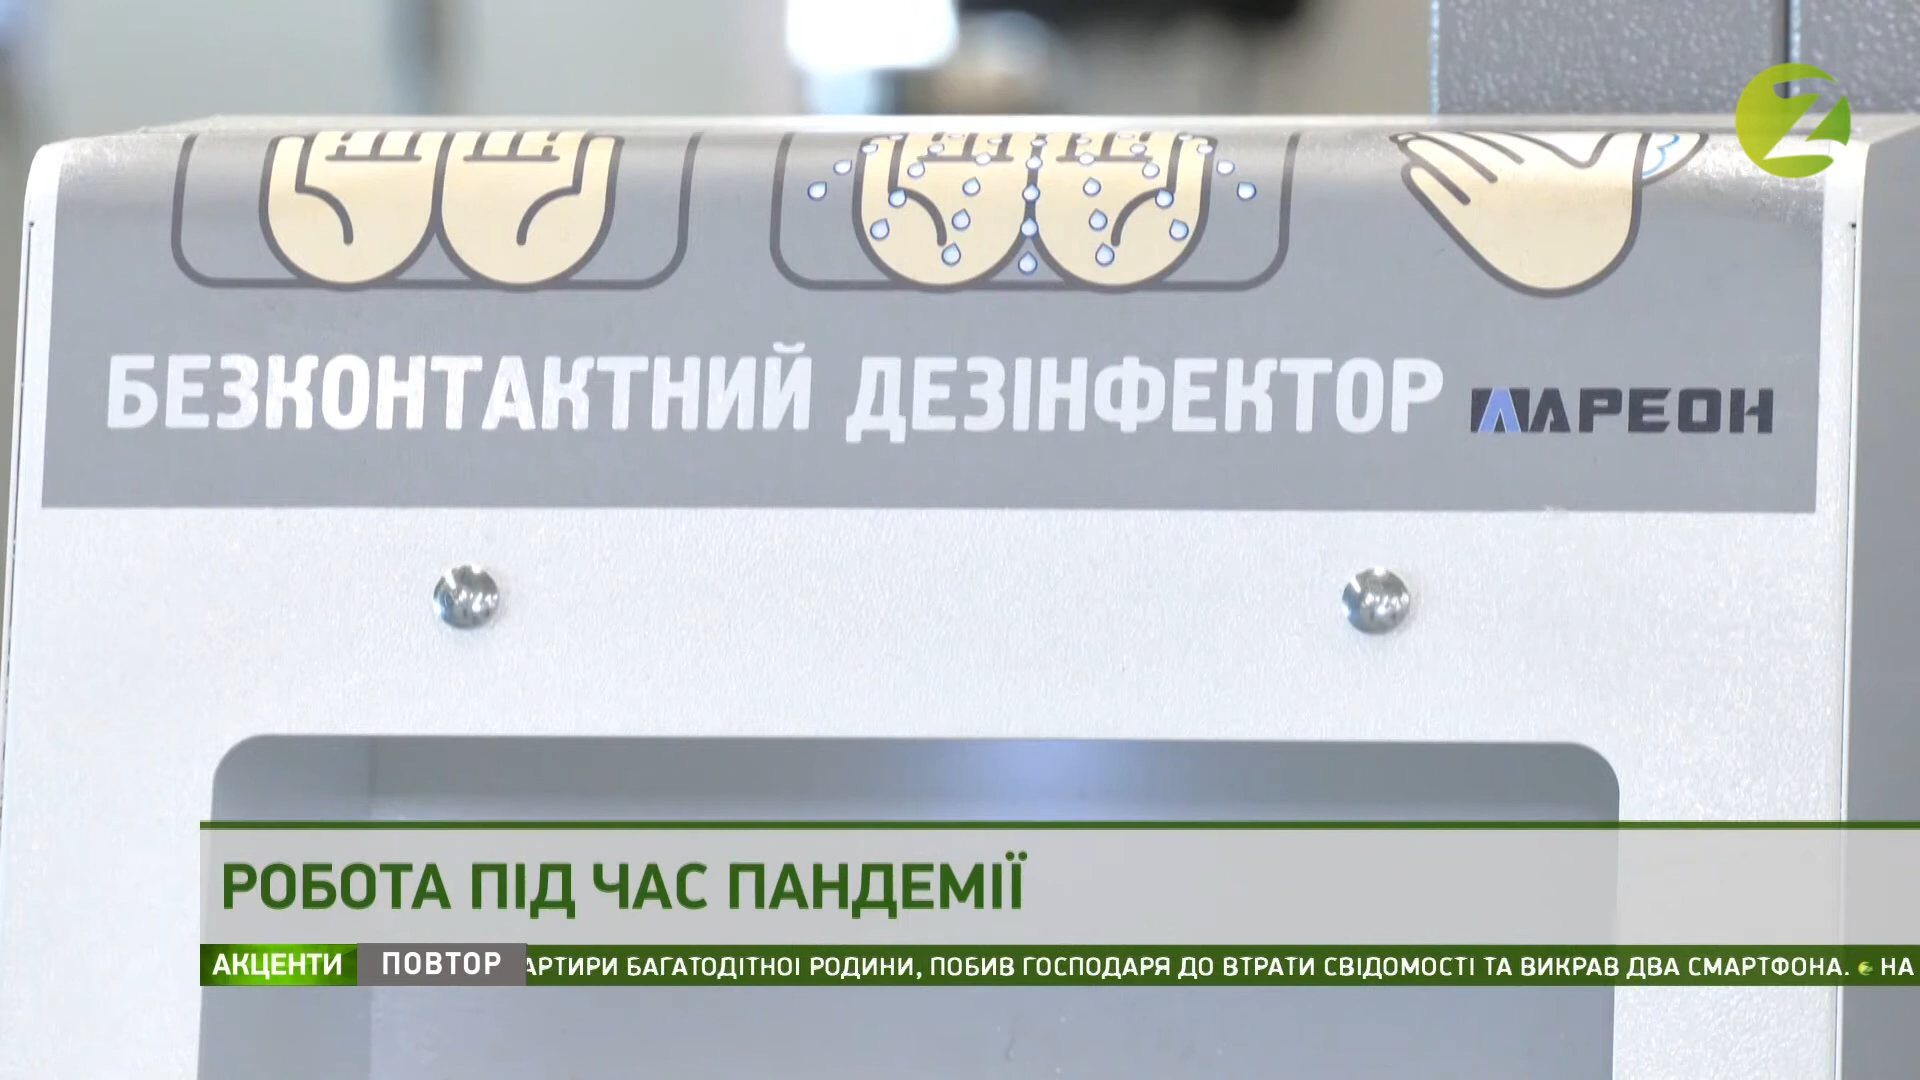 БЕЗКОНТАКТНИЙ ДЕЗІНФЕКТОР МАРЕОН
РОБОТА ПІД ЧАС ПАНДЕМІЇ
АКЦЕНТИ ПОВТОР АРТИРИ БАГАТОДІТНОІ РОДИНИ, ПОБИВ ГОСПОДАРЯ ДО ВТРАТИ СВІДОМОСТІ ТА ВИКРАВ ДВА СМАРТФОНА. НА